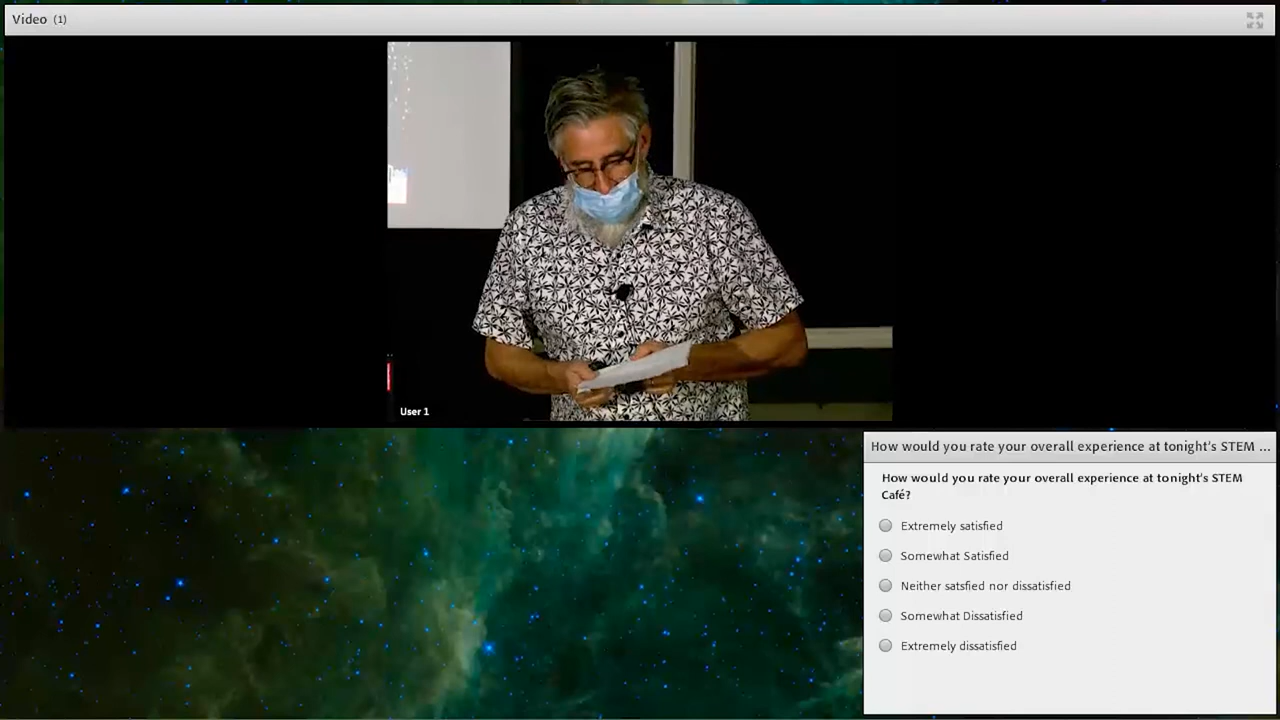 Video (1)
User 1
How would you rate your overall experience at tonight's STEM ...
How would you rate your overall experience at tonight's STEM
Café?
Extremely satisfied
Somewhat Satisfied
Neither satsfied nor dissatisfied
Somewhat Dissatisfied
Extremely dissatisfied